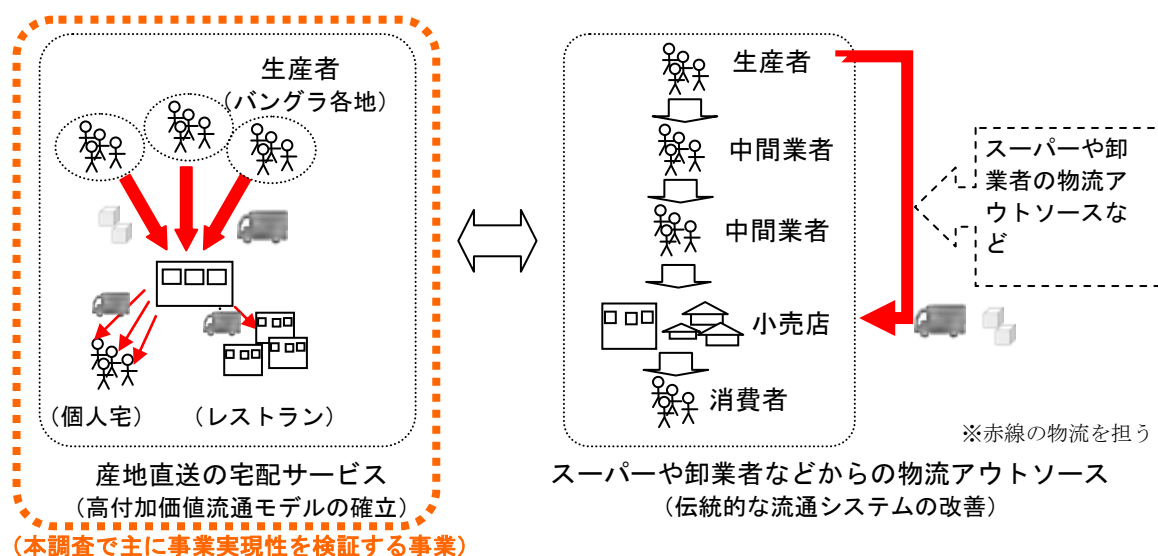 生産者
（バングラ各地）
（個人宅）
（レストラン）
産地直送の宅配サービス
（高付加価値流通モデルの確立）
（本調査で主に事業実現性を検証する事業）
生産者
中間業者
中間業者
小売店
消費者
スーパーや卸
業者の物流ア
ウトソースな
ど
※赤線の物流を担う
スーパーや卸業者などからの物流アウトソース
（伝統的な流通システムの改善）